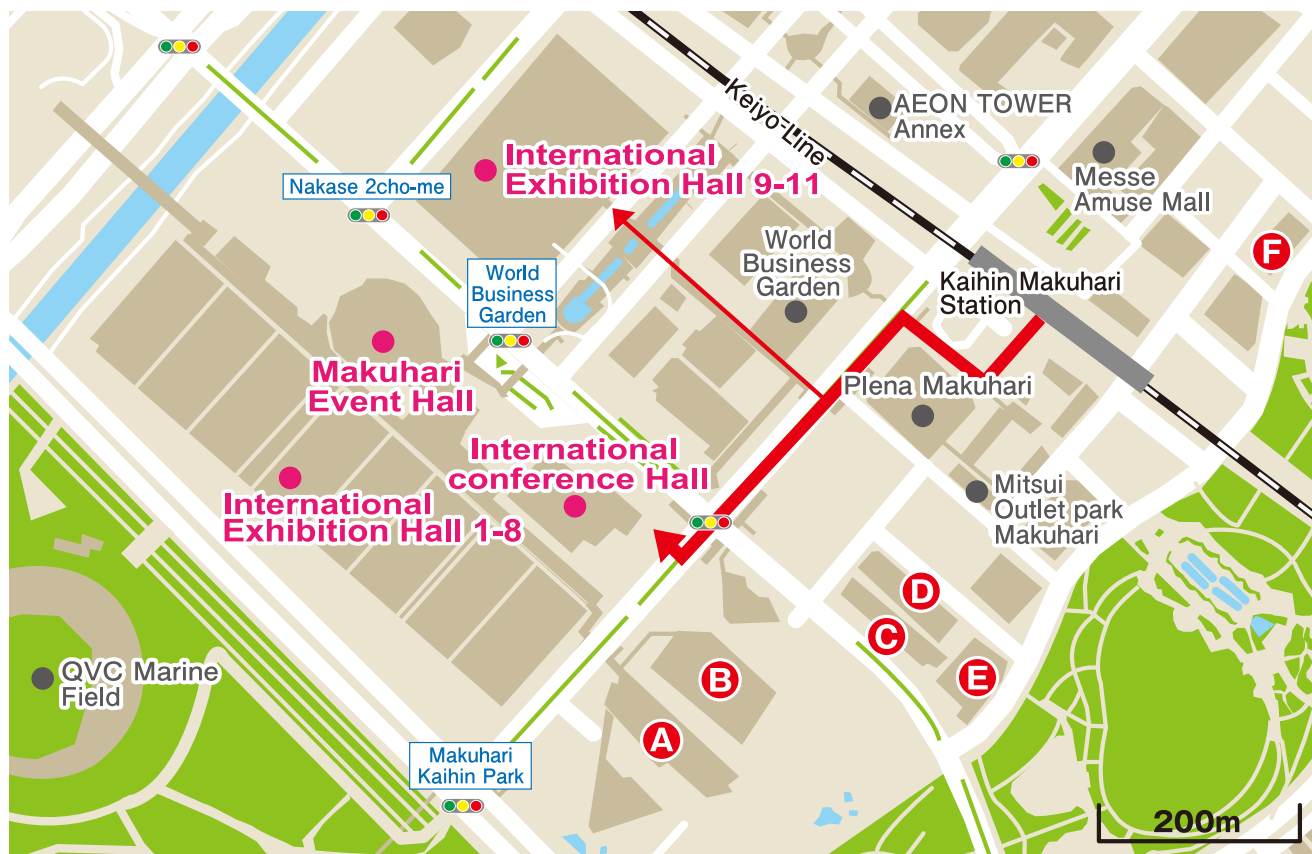 Keiyo-Line
AEON TOWER
Annex
International
Exhibition Hall 9-11
Messe
Amuse Mall
Nakase 2cho-me
World
Business
Garden
F
World
Business
Garden
Kaihin Makuhari
Station
Makuhari
Event Hall
Plena Makuhari
International
conference Hall
International
Exhibition Hall 1-8
Mitsui
Outlet park
Makuhari
D
C
E
B
A
QVC Marine
Field
Makuhari
Kaihin Park
200m